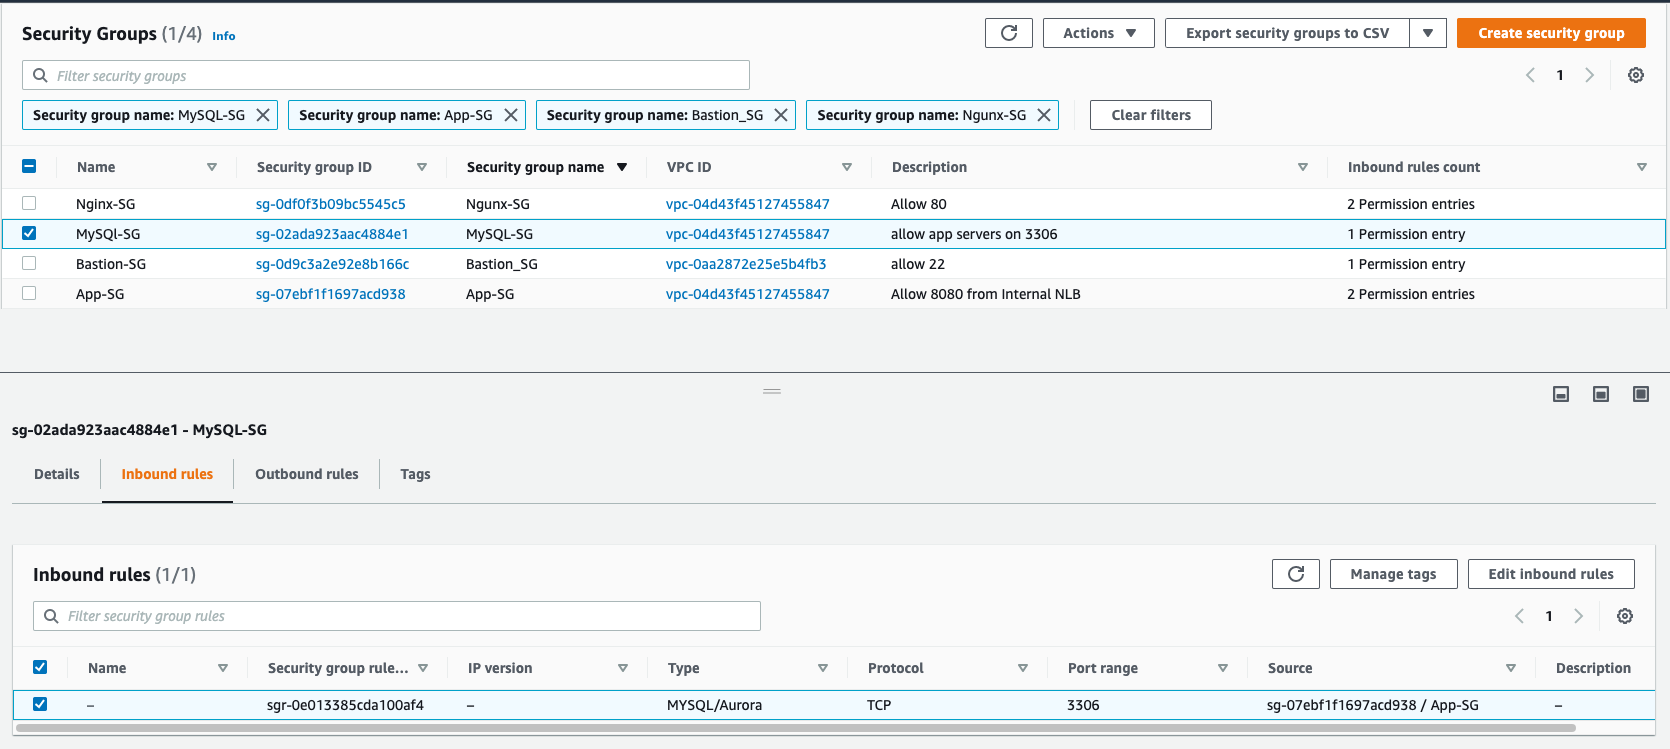 Security Groups (1/4) Info
Actions
Export security groups to CSV
Create security group
Filter security groups
1
Security group name: MySQL-SG
Security group name: App-SG
Security group name: Bastion_SG
Security group name: Ngunx-SG
Clear filters
Name Security group ID Security group name VPC ID Description Inbound rules count
Nginx-SG sg-0df0f3b09bc5545c5 Ngunx-SG vpc-04d43f45127455847 Allow 80 2 Permission entries
MySQl-SG sg-02ada923aac4884e1 MySQL-SG vpc-04d43f45127455847 allow app servers on 3306 1 Permission entry
Bastion-SG sg-0d9c3a2e92e8b166c Bastion_SG vpc-0aa2872e25e5b4fb3 allow 22 1 Permission entry
App-SG sg-07ebf1f1697acd938 App-SG vpc-04d43f45127455847 Allow 8080 from Internal NLB 2 Permission entries
sg-02ada923aac4884e1 - MySQL-SG
Details Inbound rules Outbound rules Tags
Inbound rules (1/1)
Manage tags
Edit inbound rules
Filter security group rules
1
Name Security group rule... IP version Type Protocol Port range Source Description
– sgr-0e013385cda100af4 – MYSQL/Aurora TCP 3306 sg-07ebf1f1697acd938 / App-SG –